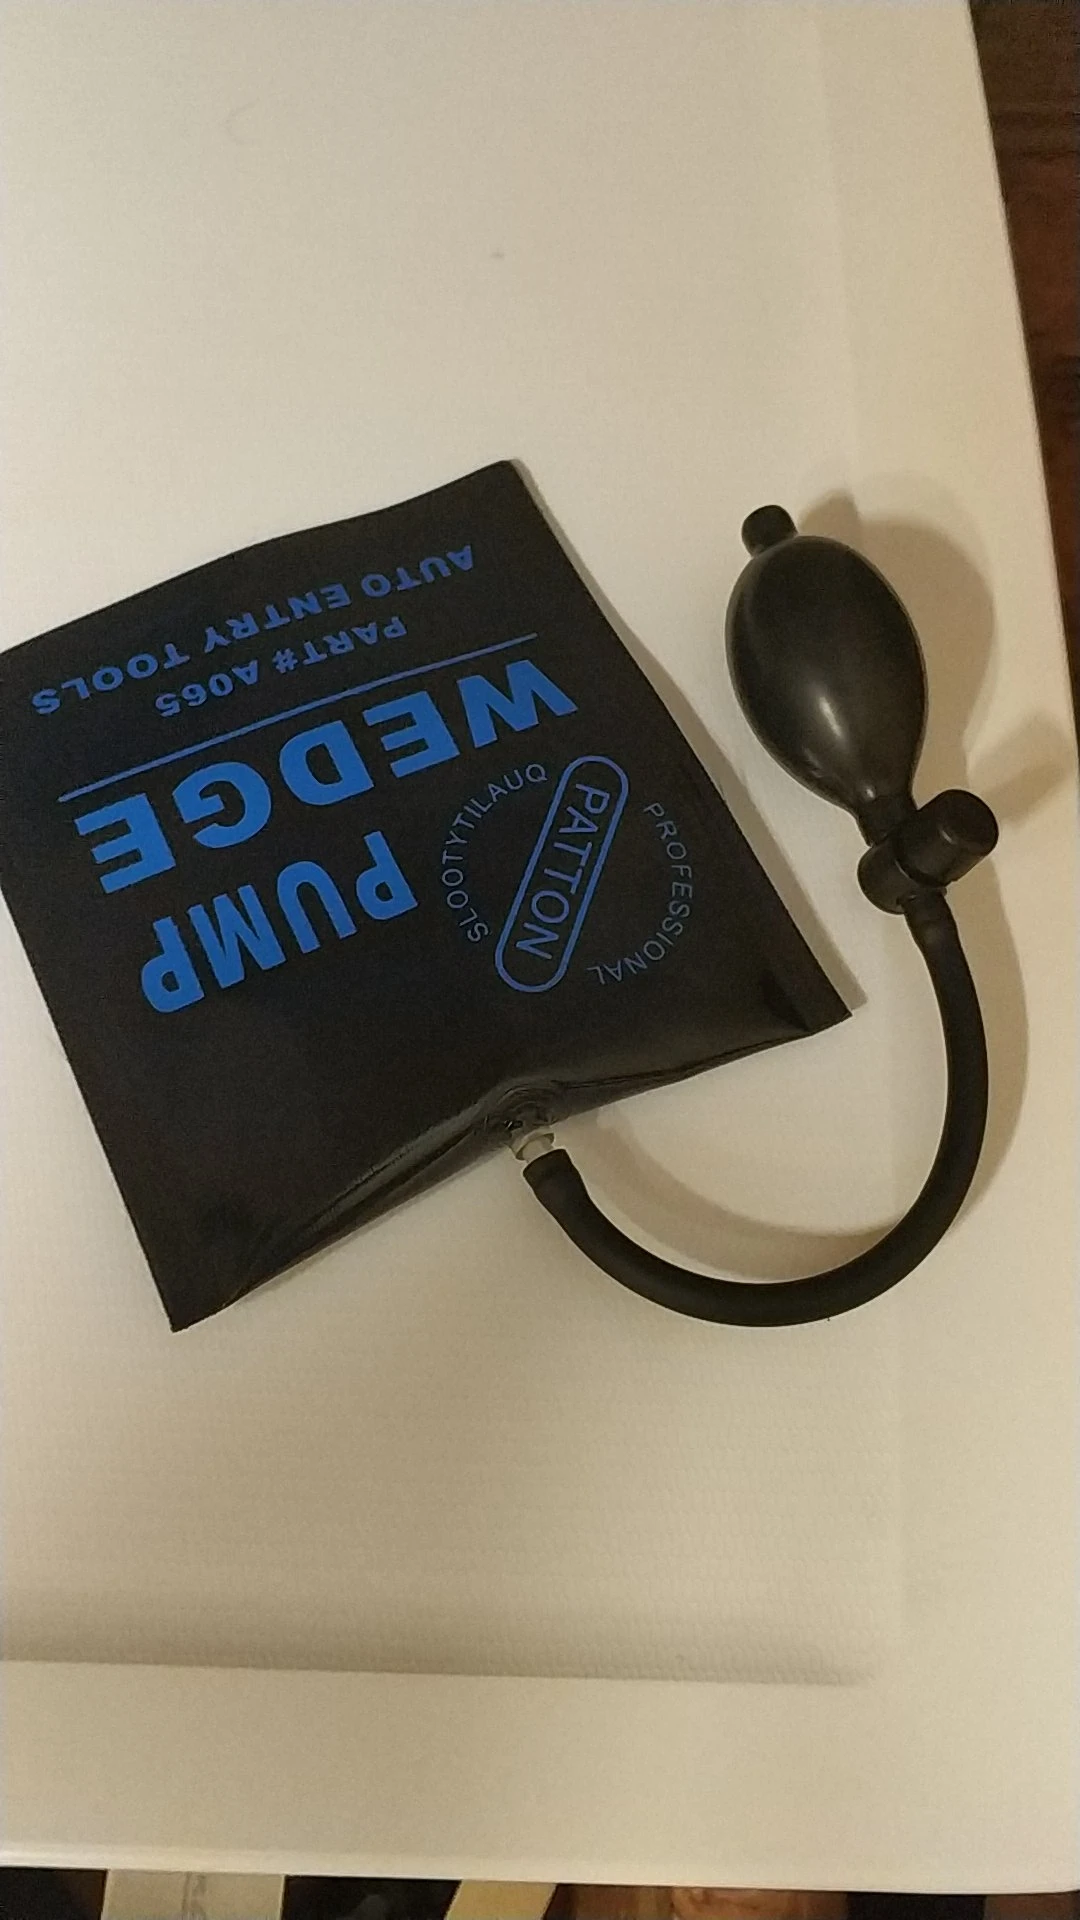 PROFESSIONAL
PATTON
SLOOTYTILAUQ
PUMP
WEDGE
PART# A065
AUTO ENTRY TOOLS